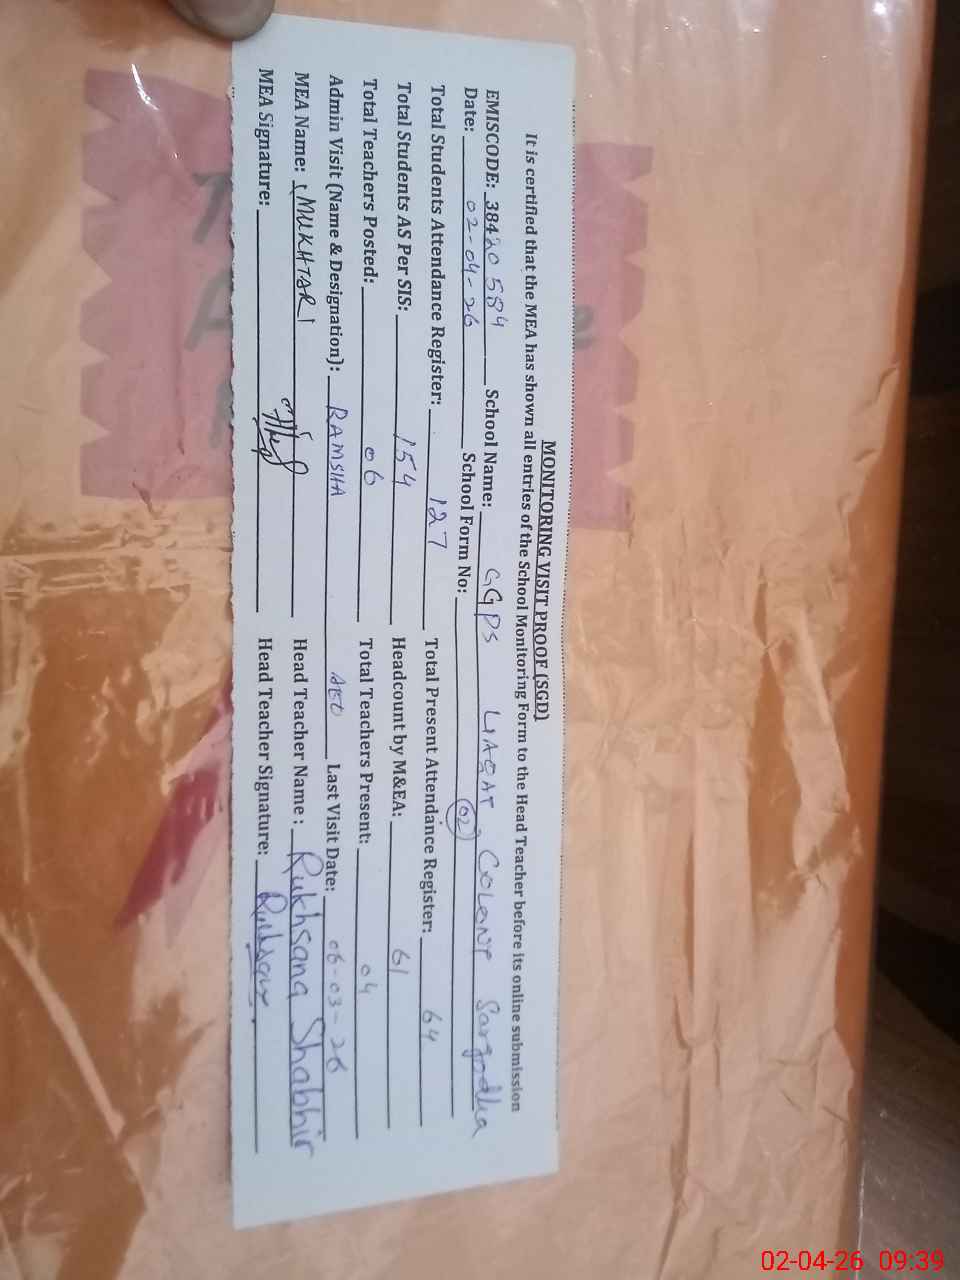 MONITORING VISIT PROOF (SGD)
It is certified that the MEA has shown all entries of the School Monitoring Form to the Head Teacher before its online submission
EMISCODE: 38420584 School Name: GGPS LIAQAT COLONY Sargodha
Date: 02-04-26 School Form No: 02
Total Students Attendance Register: 127 Total Present Attendance Register: 64
Total Students AS Per SIS: 154 Headcount by M&EA: 61
Total Teachers Posted: 06 Total Teachers Present: 04
Admin Visit (Name & Designation): RAMSHA AEO Last Visit Date: 06-03-26
MEA Name: MUKHTAR Head Teacher Name: Rukhsana Shabbir
MEA Signature: Head Teacher Signature: Rukhsana
02-04-26 09:39